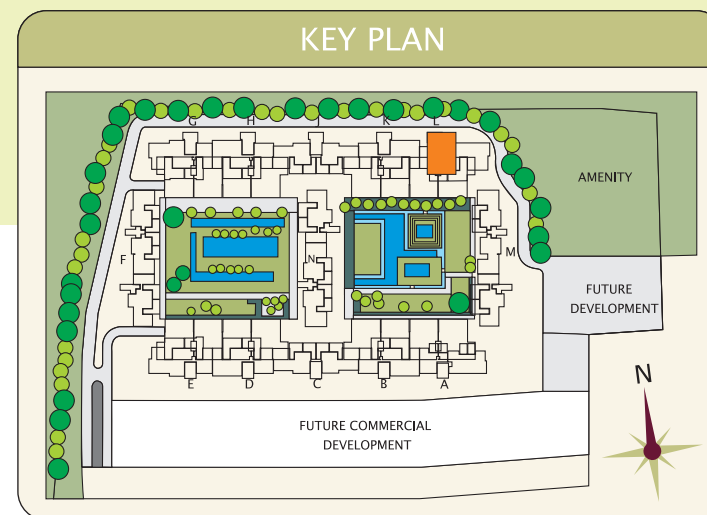 KEY PLAN
G H J K L
AMENITY
F N M
FUTURE
DEVELOPMENT
E D C B A
FUTURE COMMERCIAL
DEVELOPMENT
N